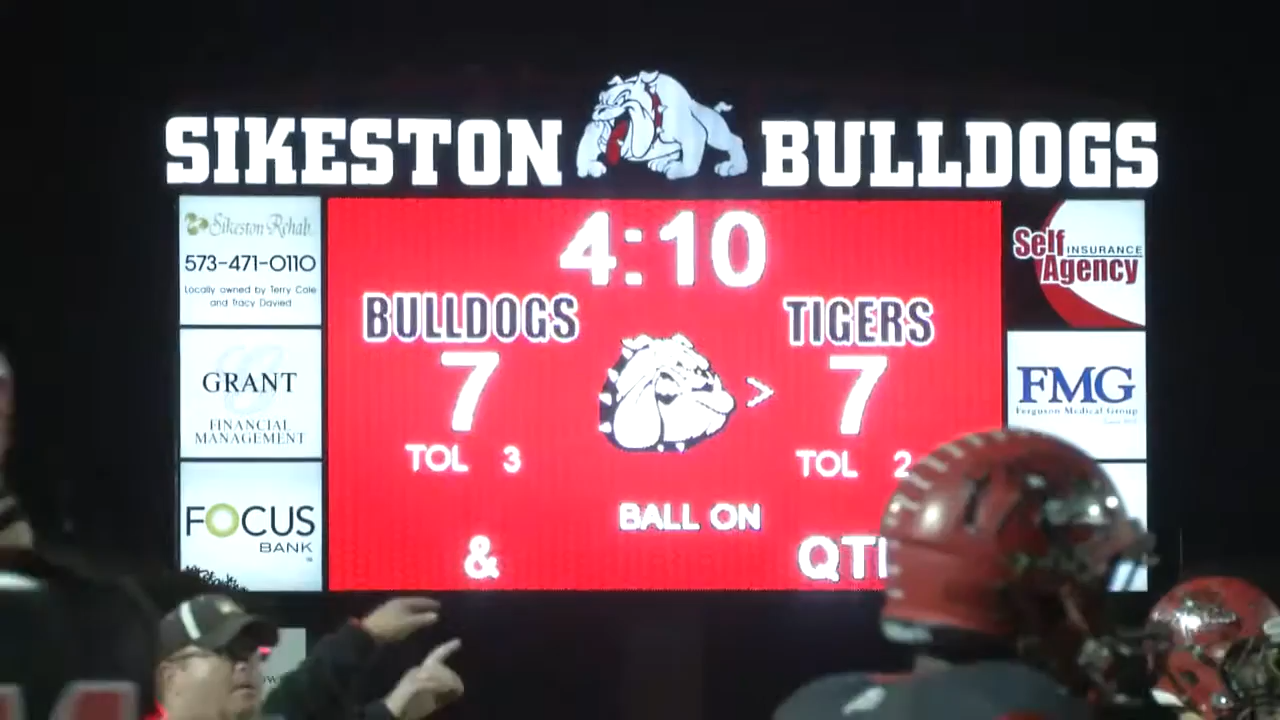 SIKESTON BULLDOGS
Sikeston Rehab
573-471-0110
Locally owned by Terry Cole
and Tracy David
GRANT
FINANCIAL
MANAGEMENT
FOCUS
BANK
4:10
BULLDOGS
7
TOL 3
TIGERS
7
TOL 2
BALL ON
&
QT
>
Self
INSURANCE
Agency
FMG
Ferguson Medical Group